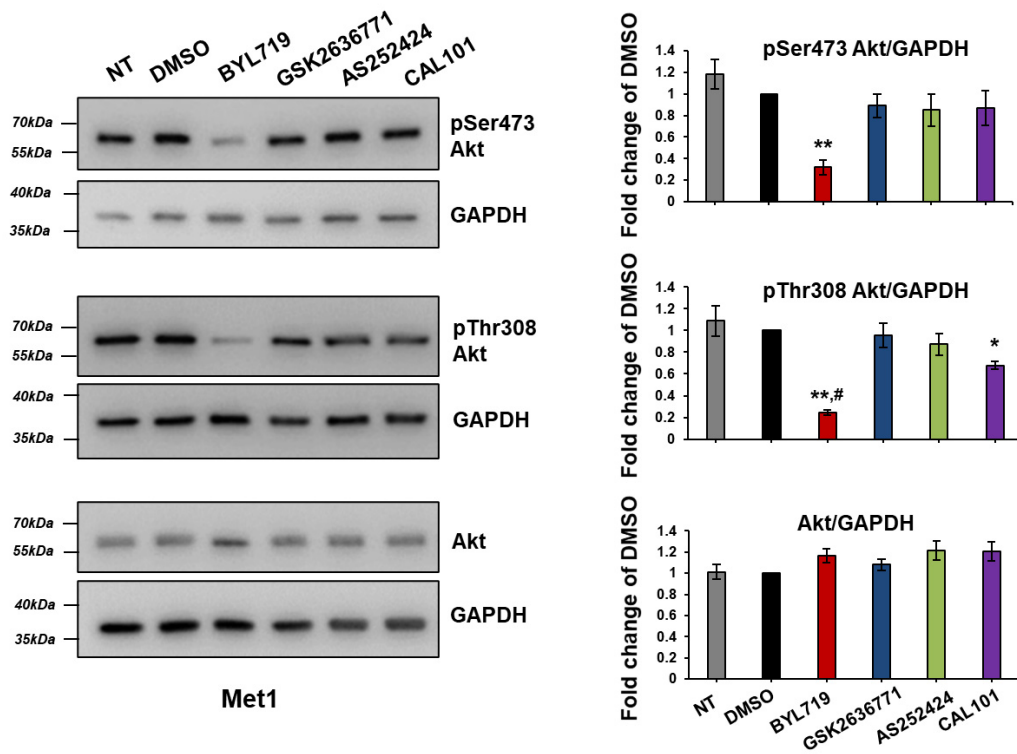 NT DMSO BYL719 GSK2636771 AS252424 CAL101
70kDa
55kDa
pSer473
Akt
40kDa
35kDa
GAPDH
70kDa
55kDa
pThr308
Akt
40kDa
35kDa
GAPDH
70kDa
55kDa
Akt
40kDa
35kDa
GAPDH
Met1
pSer473 Akt/GAPDH
Fold change of DMSO
1.4
1.2
1
0.8
0.6
0.4
0.2
0
**
pThr308 Akt/GAPDH
Fold change of DMSO
1.4
1.2
1
0.8
0.6
0.4
0.2
0
**,#
*
Akt/GAPDH
Fold change of DMSO
1.4
1.2
1
0.8
0.6
0.4
0.2
0
NT DMSO BYL719 GSK2636771 AS252424 CAL101